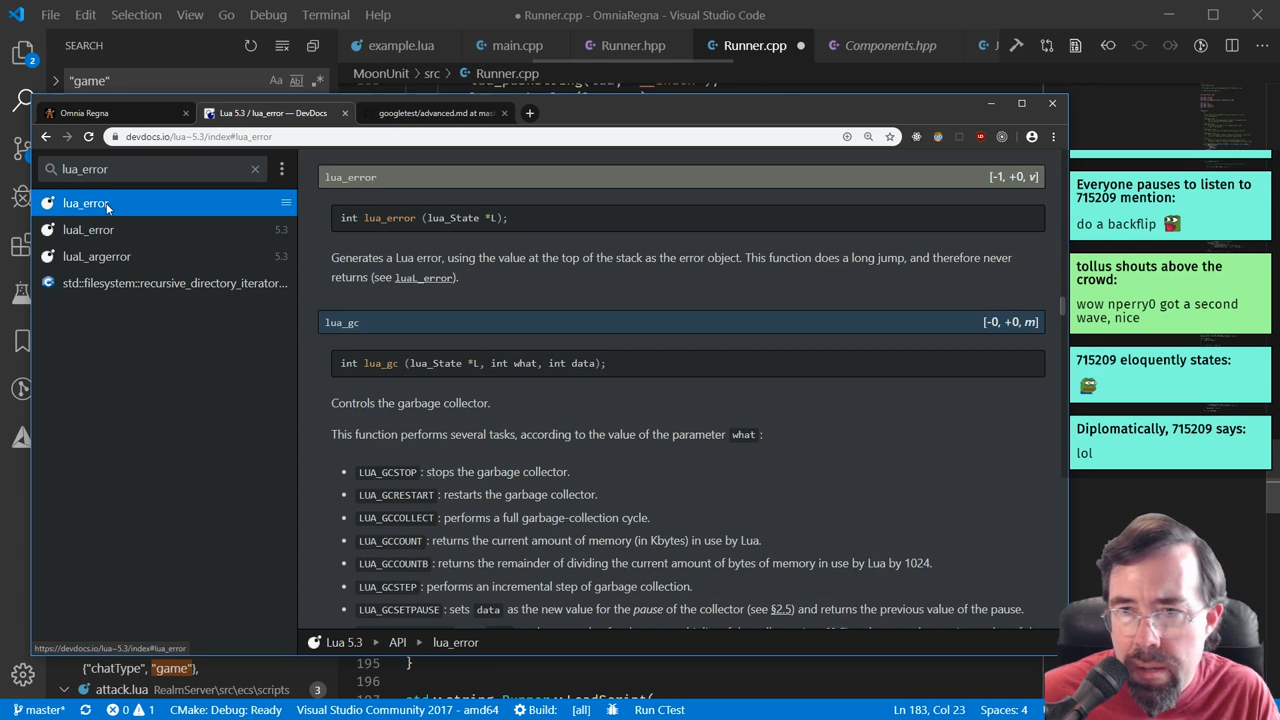 File Edit Selection View Go Debug Terminal Help
● Runner.cpp - OmniaRegna - Visual Studio Code
SEARCH
example.lua
main.cpp
Runner.hpp
Runner.cpp
Components.hpp
"game"
MoonUnit > src > Runner.cpp
Omnia Regna
Lua 5.3 / lua_error — DevDocs
googletest/advanced.md at mas
devdocs.io/lua~5.3/index#lua_error
lua_error
lua_error
luaL_error 5.3
luaL_argerror 5.3
std::filesystem::recursive_directory_iterator...
lua_error [-1, +0, v]
int lua_error (lua_State *L);
Generates a Lua error, using the value at the top of the stack as the error object. This function does a long jump, and therefore never
returns (see luaL_error).
lua_gc [-0, +0, m]
int lua_gc (lua_State *L, int what, int data);
Controls the garbage collector.
This function performs several tasks, according to the value of the parameter what:
• LUA_GCSTOP: stops the garbage collector.
• LUA_GCRESTART: restarts the garbage collector.
• LUA_GCCOLLECT: performs a full garbage-collection cycle.
• LUA_GCCOUNT: returns the current amount of memory (in Kbytes) in use by Lua.
• LUA_GCCOUNTB: returns the remainder of dividing the current amount of bytes of memory in use by Lua by 1024.
• LUA_GCSTEP: performs an incremental step of garbage collection.
• LUA_GCSETPAUSE: sets data as the new value for the pause of the collector (see §2.5) and returns the previous value of the pause.
Lua 5.3 > API > lua_error
https://devdocs.io/lua~5.3/index#lua_error
Everyone pauses to listen to
715209 mention:
do a backflip
tollus shouts above the
crowd:
wow nperry0 got a second
wave, nice
715209 eloquently states:
Diplomatically, 715209 says:
lol
{"chatType", "game"},
attack.lua RealmServer\src\ecs\scripts 3
195 }
master* 0 1 CMake: Debug: Ready Visual Studio Community 2017 - amd64 Build: [all] Run CTest Ln 183, Col 23 Spaces: 4